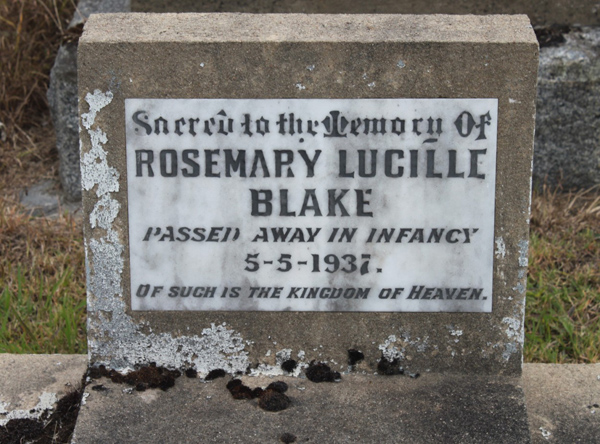 Sacred to the Memory Of
ROSEMARY LUCILLE
BLAKE
PASSED AWAY IN INFANCY
5-5-1937.
OF SUCH IS THE KINGDOM OF HEAVEN.